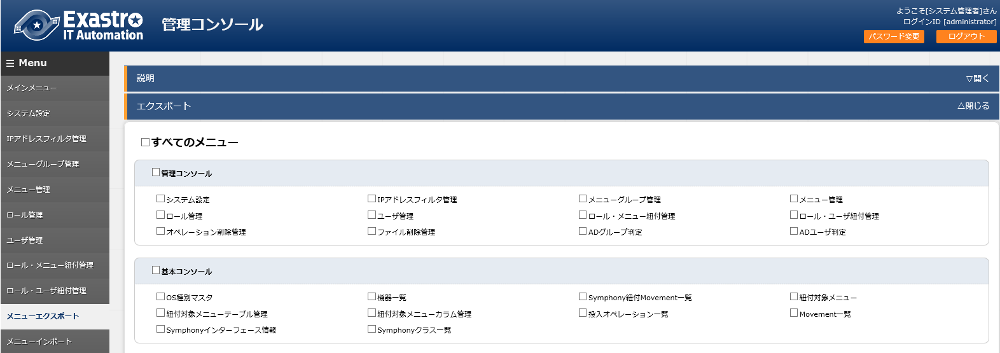 Exastro
IT Automation
管理コンソール
ようこそ[システム管理者]さん
ログインID [administrator]
パスワード変更
ログアウト
Menu
メインメニュー
システム設定
IPアドレスフィルタ管理
メニューグループ管理
メニュー管理
ロール管理
ユーザ管理
ロール・メニュー紐付管理
ロール・ユーザ紐付管理
メニューエクスポート
メニューインポート
説明
▽開く
エクスポート
△閉じる
すべてのメニュー
管理コンソール
システム設定 IPアドレスフィルタ管理 メニューグループ管理 メニュー管理
ロール管理 ユーザ管理 ロール・メニュー紐付管理 ロール・ユーザ紐付管理
オペレーション削除管理 ファイル削除管理 ADグループ判定 ADユーザ判定
基本コンソール
OS種別マスタ 機器一覧 Symphony紐付Movement一覧 紐付対象メニュー
紐付対象メニューテーブル管理 紐付対象メニューカラム管理 投入オペレーション一覧 Movement一覧
Symphonyインターフェース情報 Symphonyクラス一覧